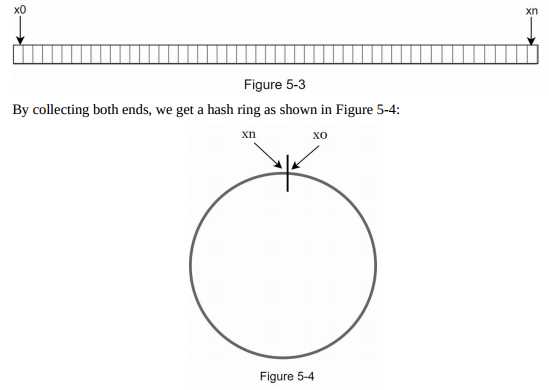 x0 xn
Figure 5-3
By collecting both ends, we get a hash ring as shown in Figure 5-4:
xn xo
Figure 5-4